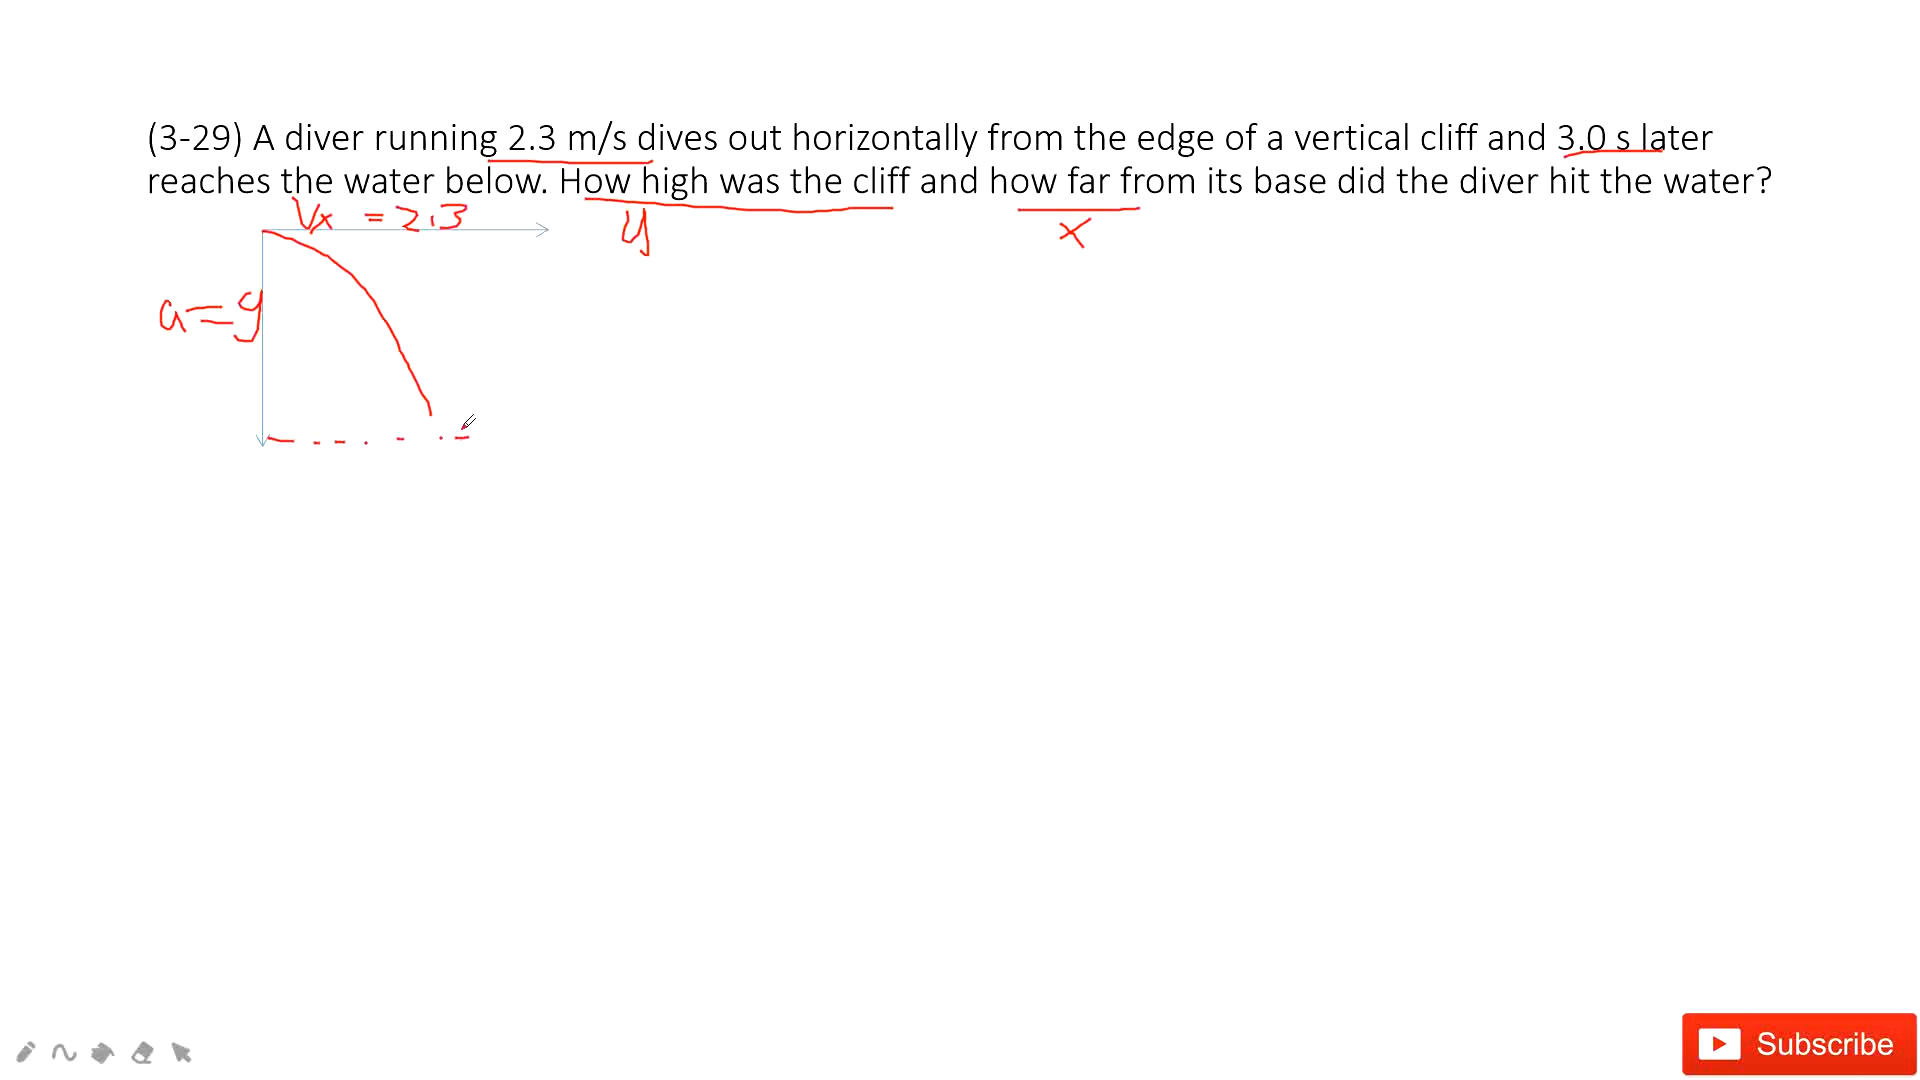 (3-29) A diver running 2.3 m/s dives out horizontally from the edge of a vertical cliff and 3.0 s later
reaches the water below. How high was the cliff and how far from its base did the diver hit the water?
Vx = 2.3
y
x
a=g
Subscribe